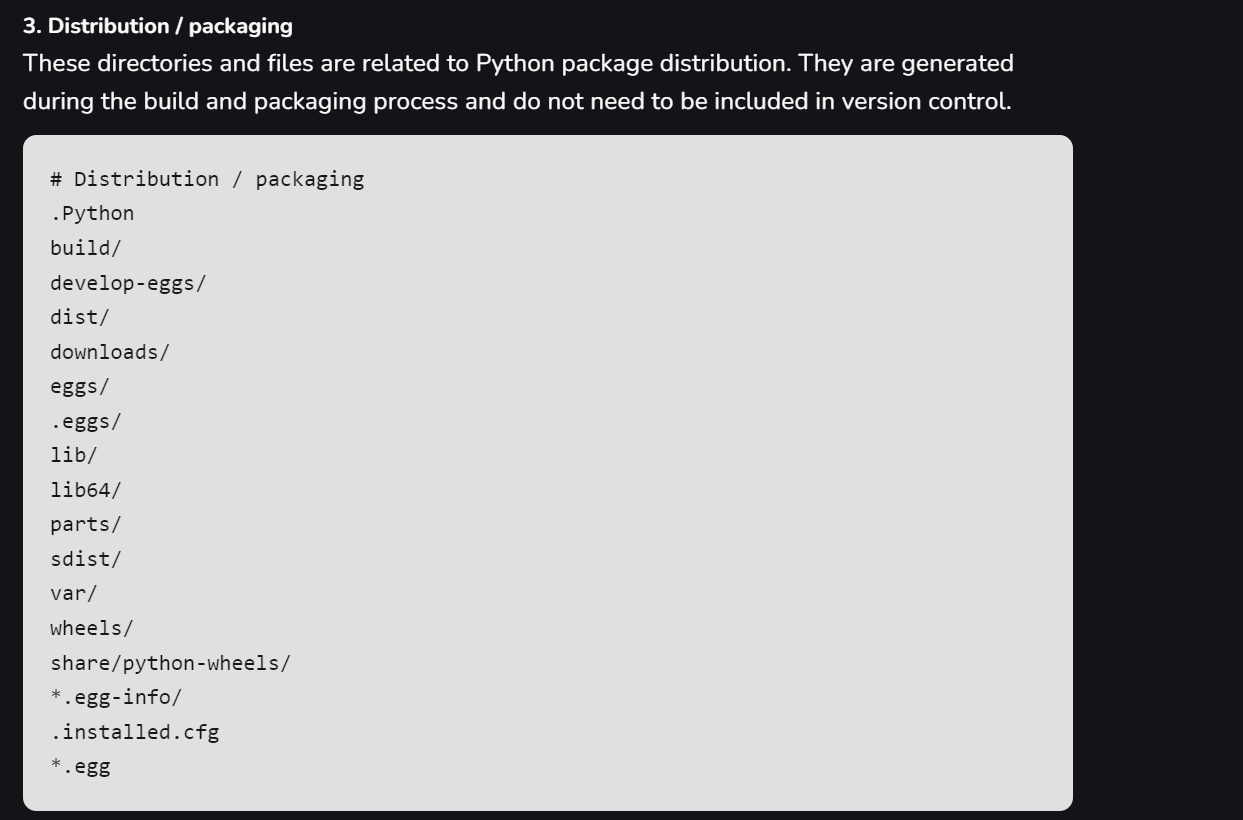 3. Distribution / packaging
These directories and files are related to Python package distribution. They are generated
during the build and packaging process and do not need to be included in version control.
# Distribution / packaging
.Python
build/
develop-eggs/
dist/
downloads/
eggs/
.eggs/
lib/
lib64/
parts/
sdist/
var/
wheels/
share/python-wheels/
*.egg-info/
.installed.cfg
*.egg